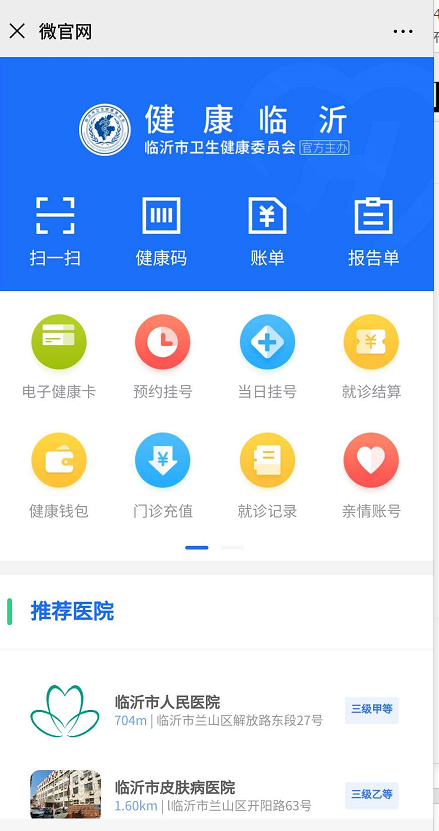 微官网
健康临沂
临沂市卫生健康委员会 官方主办
扫一扫 健康码 账单 报告单
电子健康卡 预约挂号 当日挂号 就诊结算
健康钱包 门诊充值 就诊记录 亲情账号
推荐医院
临沂市人民医院
704m | 临沂市兰山区解放路东段27号
三级甲等
临沂市皮肤病医院
1.60km | l临沂市兰山区开阳路63号
三级乙等